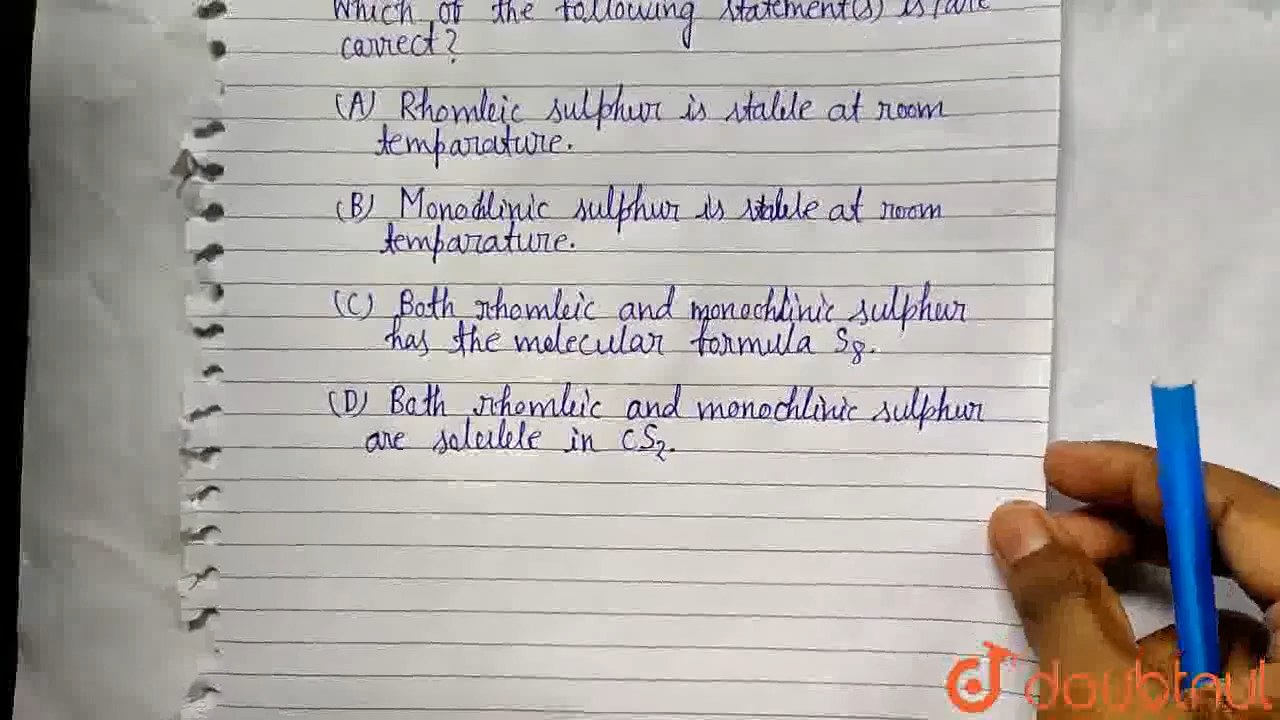 Which of the following statement(s) is/are
correct?
(A) Rhombic sulphur is stable at room
temparature.
(B) Monochlinic sulphur is stable at room
temparature.
(C) Both rhombic and monochlinic sulphur
has the molecular formula S₈.
(D) Both rhombic and monochlinic sulphur
are soluble in CS₂.
doubtnut